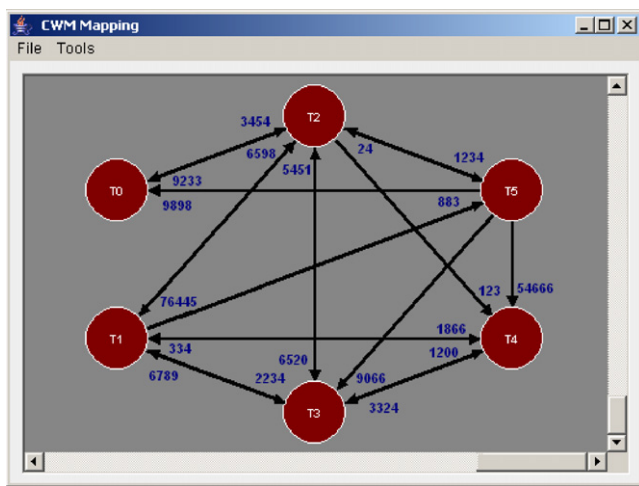 CWM Mapping
File Tools
T2
3454
6598
5451
24
1234
T0
9233
9898
883
T5
76445
123
54666
T1
334
1866
T4
6789
2234
6520
9066
1200
T3
3324